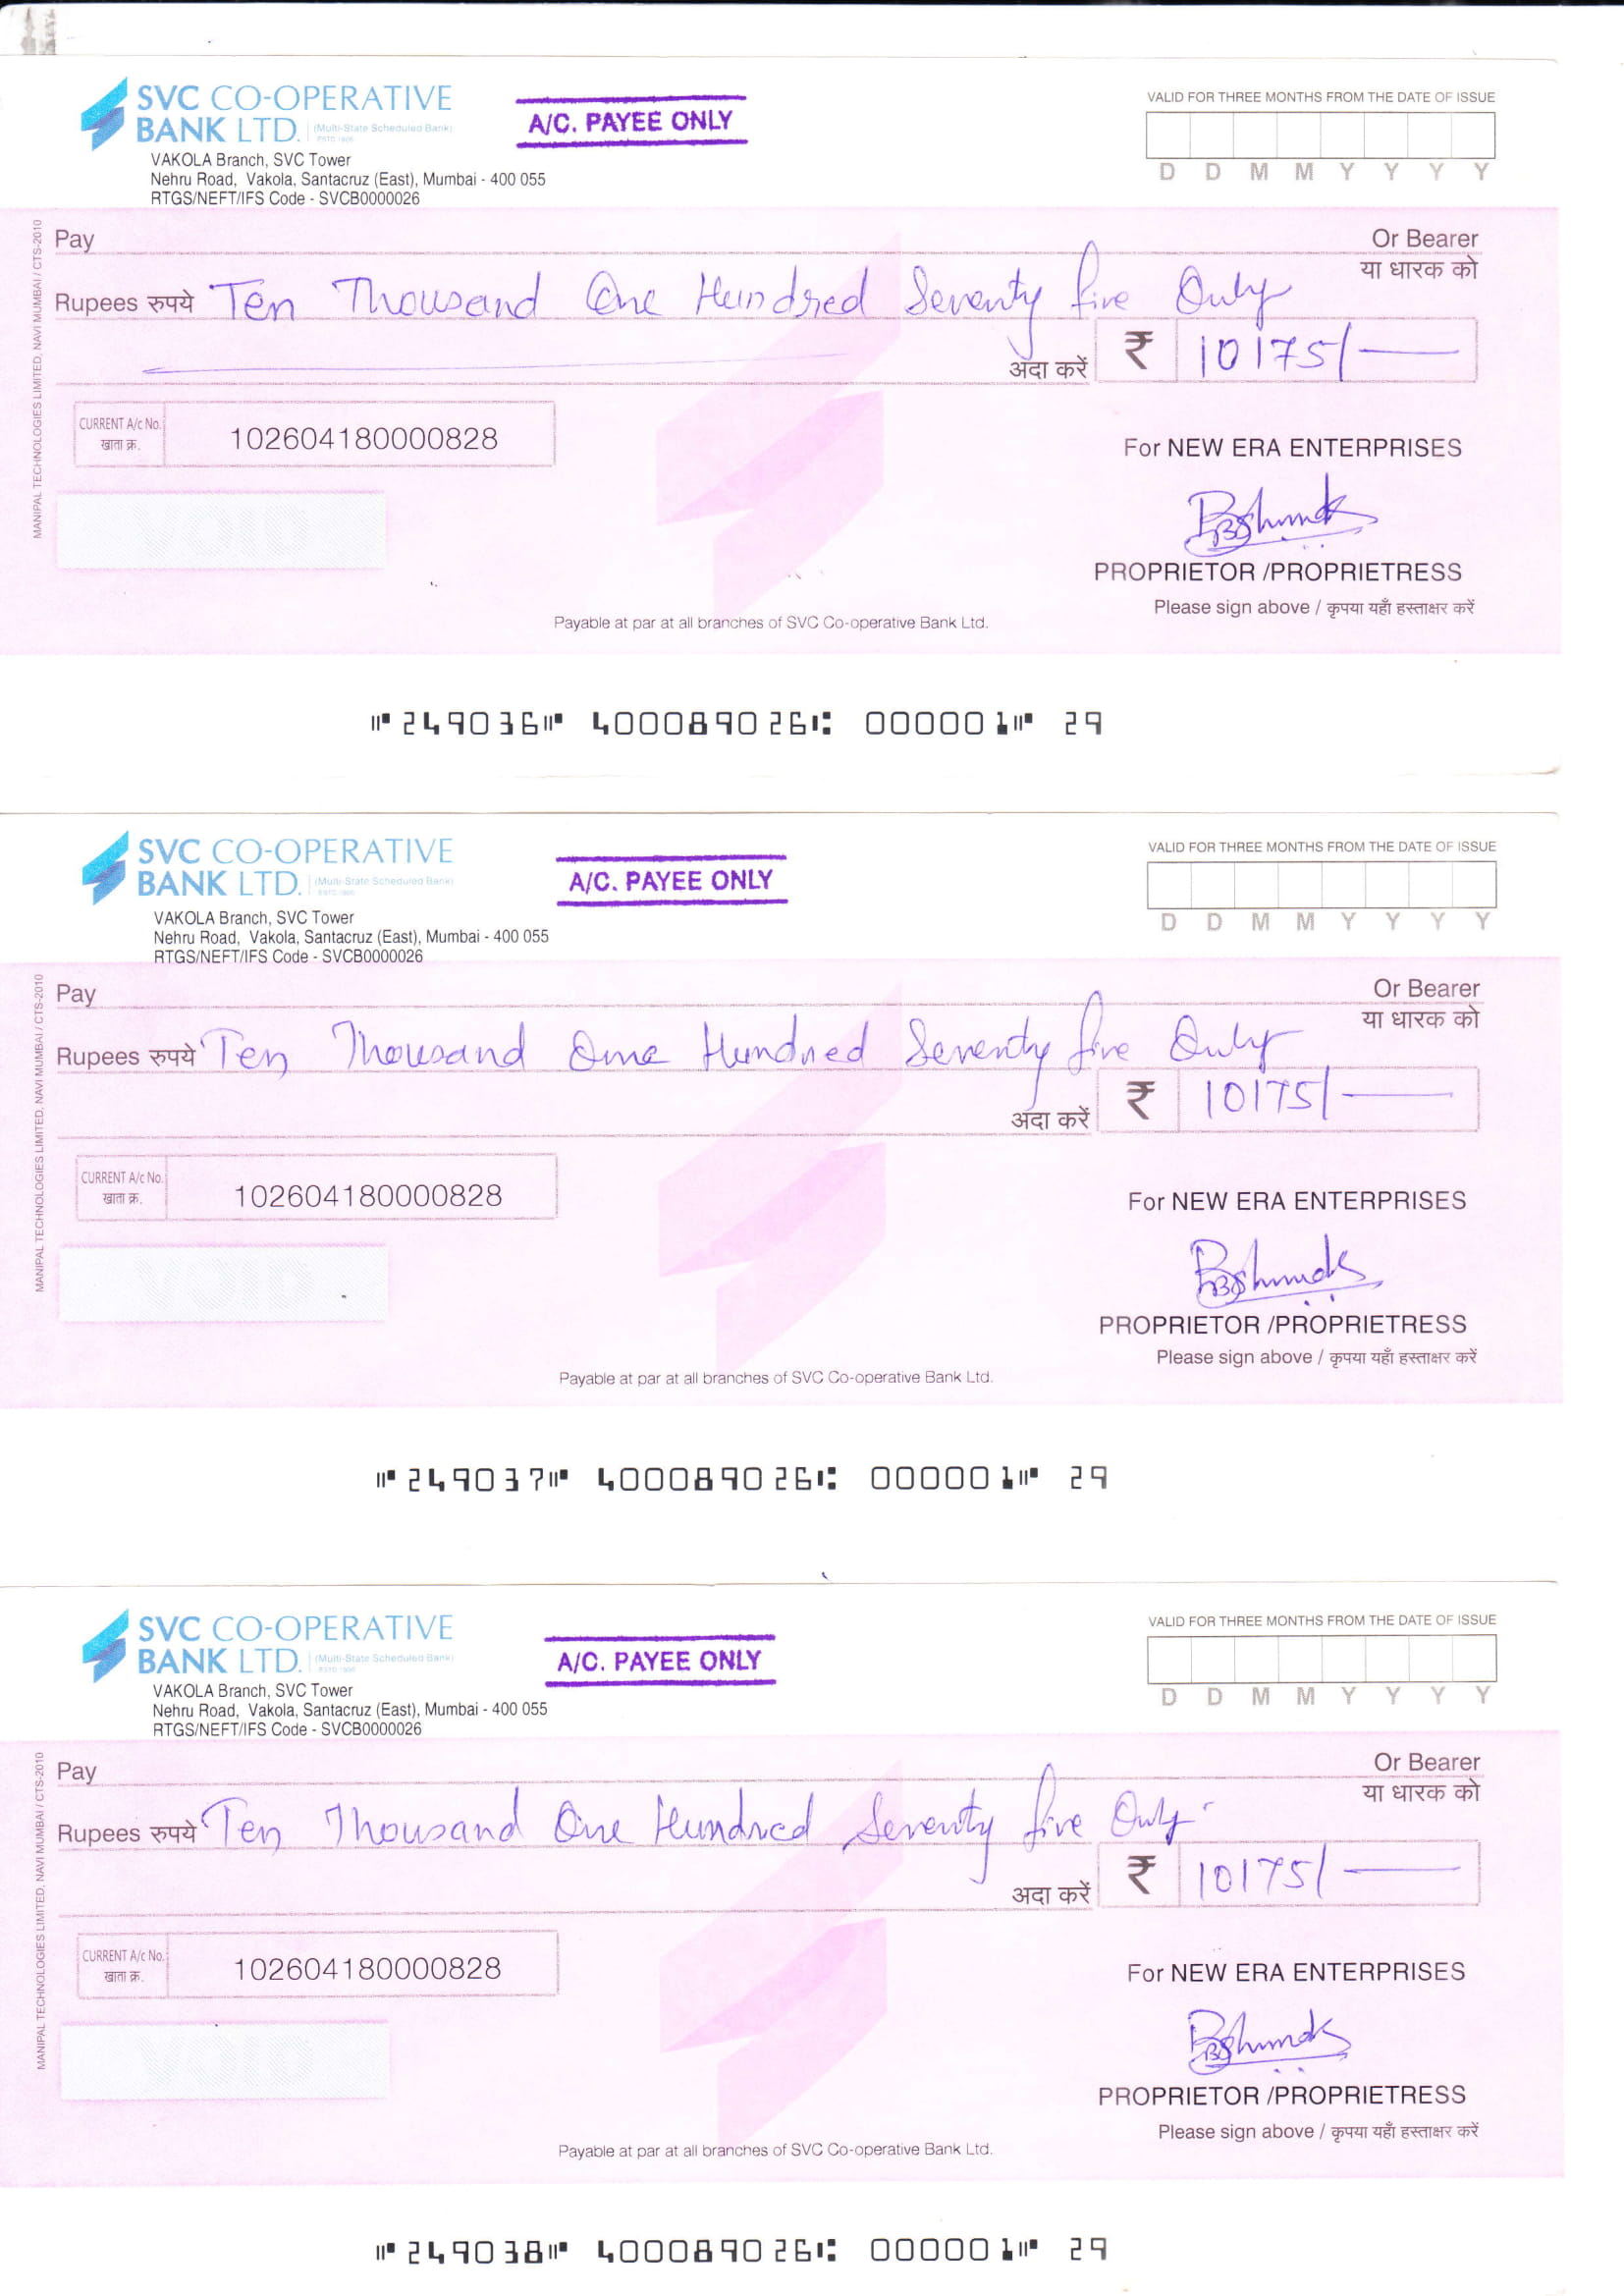 SVC CO-OPERATIVE
BANK LTD. (Multi-State Scheduled Bank)
A/C. PAYEE ONLY
VALID FOR THREE MONTHS FROM THE DATE OF ISSUE
D D M M Y Y Y Y
VAKOLA Branch, SVC Tower
Nehru Road, Vakola, Santacruz (East), Mumbai - 400 055
RTGS/NEFT/IFS Code - SVCB0000026
MANIPAL TECHNOLOGIES LIMITED, NAVI MUMBAI / CTS-2010
Pay Or Bearer
या धारक को
Rupees रुपये Ten Thousand One Hundred Seventy five Only
अदा करें ₹ 10175/-
CURRENT A/c No. 102604180000828
खाता क्र.
For NEW ERA ENTERPRISES
VOID
PROPRIETOR /PROPRIETRESS
Please sign above / कृपया यहाँ हस्ताक्षर करें
Payable at par at all branches of SVC Co-operative Bank Ltd.
⑈249036⑈ 400089026⑆ 000001⑈ 29
SVC CO-OPERATIVE
BANK LTD. (Multi-State Scheduled Bank)
A/C. PAYEE ONLY
VALID FOR THREE MONTHS FROM THE DATE OF ISSUE
D D M M Y Y Y Y
VAKOLA Branch, SVC Tower
Nehru Road, Vakola, Santacruz (East), Mumbai - 400 055
RTGS/NEFT/IFS Code - SVCB0000026
MANIPAL TECHNOLOGIES LIMITED, NAVI MUMBAI / CTS-2010
Pay Or Bearer
या धारक को
Rupees रुपये Ten Thousand One Hundred Seventy five Only
अदा करें ₹ 10175/-
CURRENT A/c No. 102604180000828
खाता क्र.
For NEW ERA ENTERPRISES
VOID
PROPRIETOR /PROPRIETRESS
Please sign above / कृपया यहाँ हस्ताक्षर करें
Payable at par at all branches of SVC Co-operative Bank Ltd.
⑈249037⑈ 400089026⑆ 000001⑈ 29
SVC CO-OPERATIVE
BANK LTD. (Multi-State Scheduled Bank)
A/C. PAYEE ONLY
VALID FOR THREE MONTHS FROM THE DATE OF ISSUE
D D M M Y Y Y Y
VAKOLA Branch, SVC Tower
Nehru Road, Vakola, Santacruz (East), Mumbai - 400 055
RTGS/NEFT/IFS Code - SVCB0000026
MANIPAL TECHNOLOGIES LIMITED, NAVI MUMBAI / CTS-2010
Pay Or Bearer
या धारक को
Rupees रुपये Ten Thousand One Hundred Seventy five Only
अदा करें ₹ 10175/-
CURRENT A/c No. 102604180000828
खाता क्र.
For NEW ERA ENTERPRISES
VOID
PROPRIETOR /PROPRIETRESS
Please sign above / कृपया यहाँ हस्ताक्षर करें
Payable at par at all branches of SVC Co-operative Bank Ltd.
⑈249038⑈ 400089026⑆ 000001⑈ 29